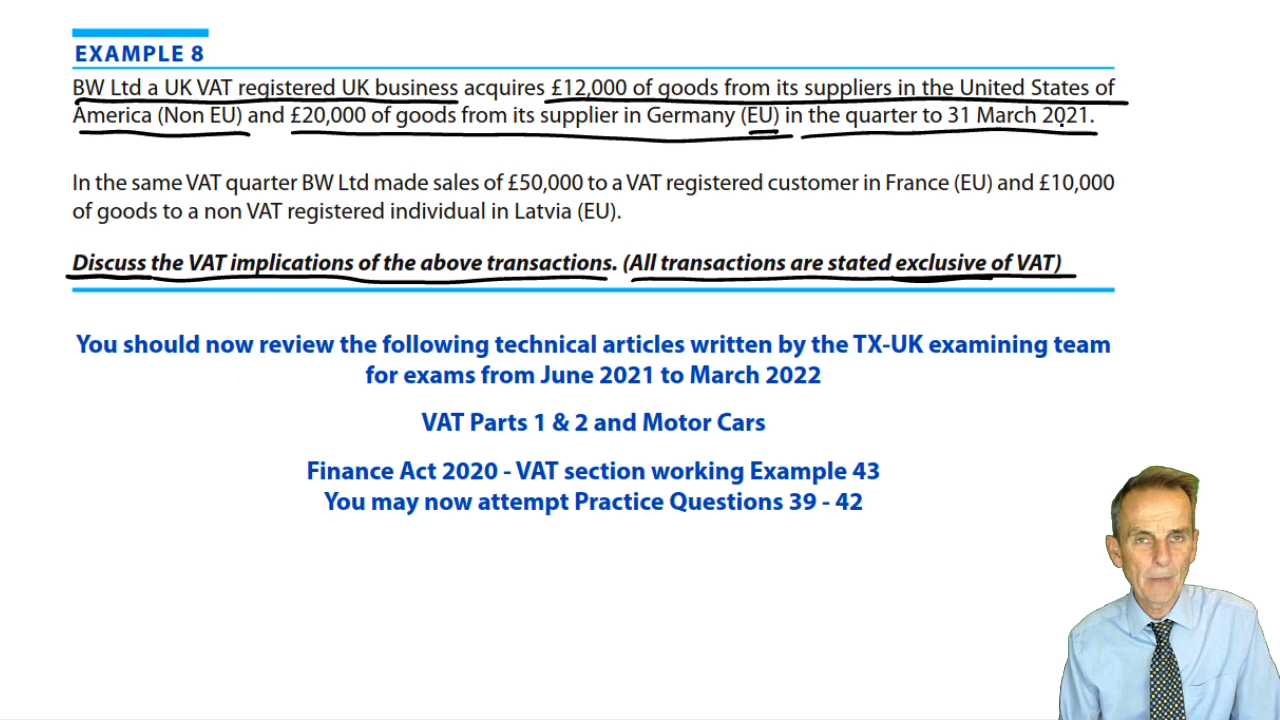 EXAMPLE 8
BW Ltd a UK VAT registered UK business acquires £12,000 of goods from its suppliers in the United States of
America (Non EU) and £20,000 of goods from its supplier in Germany (EU) in the quarter to 31 March 2021.
In the same VAT quarter BW Ltd made sales of £50,000 to a VAT registered customer in France (EU) and £10,000
of goods to a non VAT registered individual in Latvia (EU).
Discuss the VAT implications of the above transactions. (All transactions are stated exclusive of VAT)
You should now review the following technical articles written by the TX-UK examining team
for exams from June 2021 to March 2022
VAT Parts 1 & 2 and Motor Cars
Finance Act 2020 - VAT section working Example 43
You may now attempt Practice Questions 39 - 42